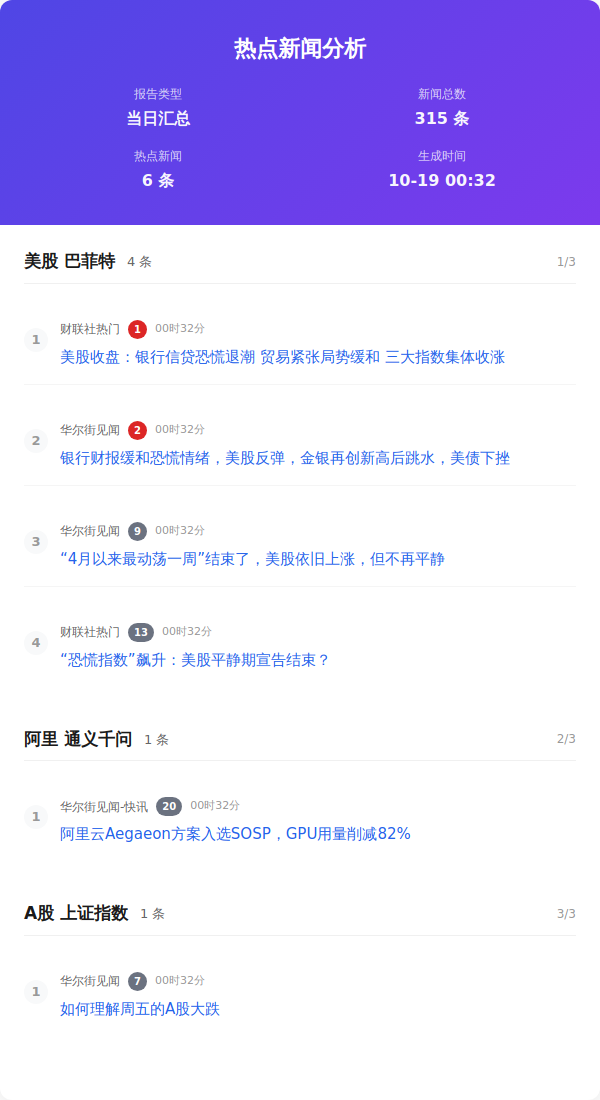 热点新闻分析
报告类型 新闻总数
当日汇总 315 条
热点新闻 生成时间
6 条 10-19 00:32
美股 巴菲特 4 条 1/3
1 财联社热门 1 00时32分
美股收盘：银行信贷恐慌退潮 贸易紧张局势缓和 三大指数集体收涨
2 华尔街见闻 2 00时32分
银行财报缓和恐慌情绪，美股反弹，金银再创新高后跳水，美债下挫
3 华尔街见闻 9 00时32分
“4月以来最动荡一周”结束了，美股依旧上涨，但不再平静
4 财联社热门 13 00时32分
“恐慌指数”飙升：美股平静期宣告结束？
阿里 通义千问 1 条 2/3
1 华尔街见闻-快讯 20 00时32分
阿里云Aegaeon方案入选SOSP，GPU用量削减82%
A股 上证指数 1 条 3/3
1 华尔街见闻 7 00时32分
如何理解周五的A股大跌